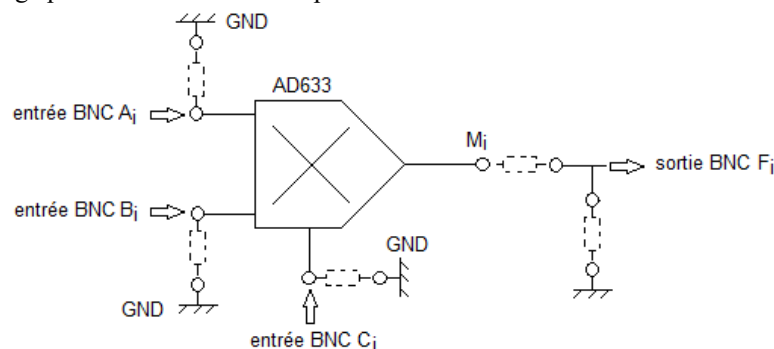 GND
AD633
entrée BNC Ai
Mi
sortie BNC Fi
entrée BNC Bi
GND
GND
entrée BNC Ci